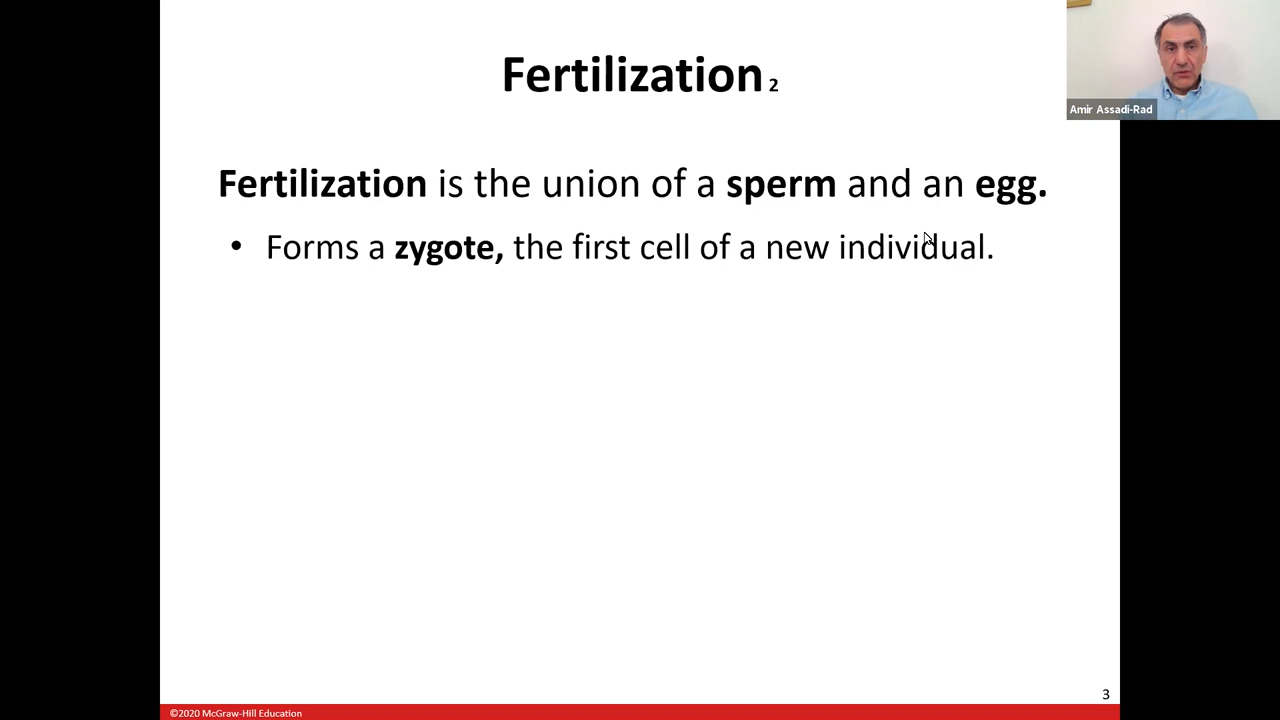 Fertilization 2
Amir Assadi-Rad
Fertilization is the union of a sperm and an egg.
• Forms a zygote, the first cell of a new individual.
3
©2020 McGraw-Hill Education